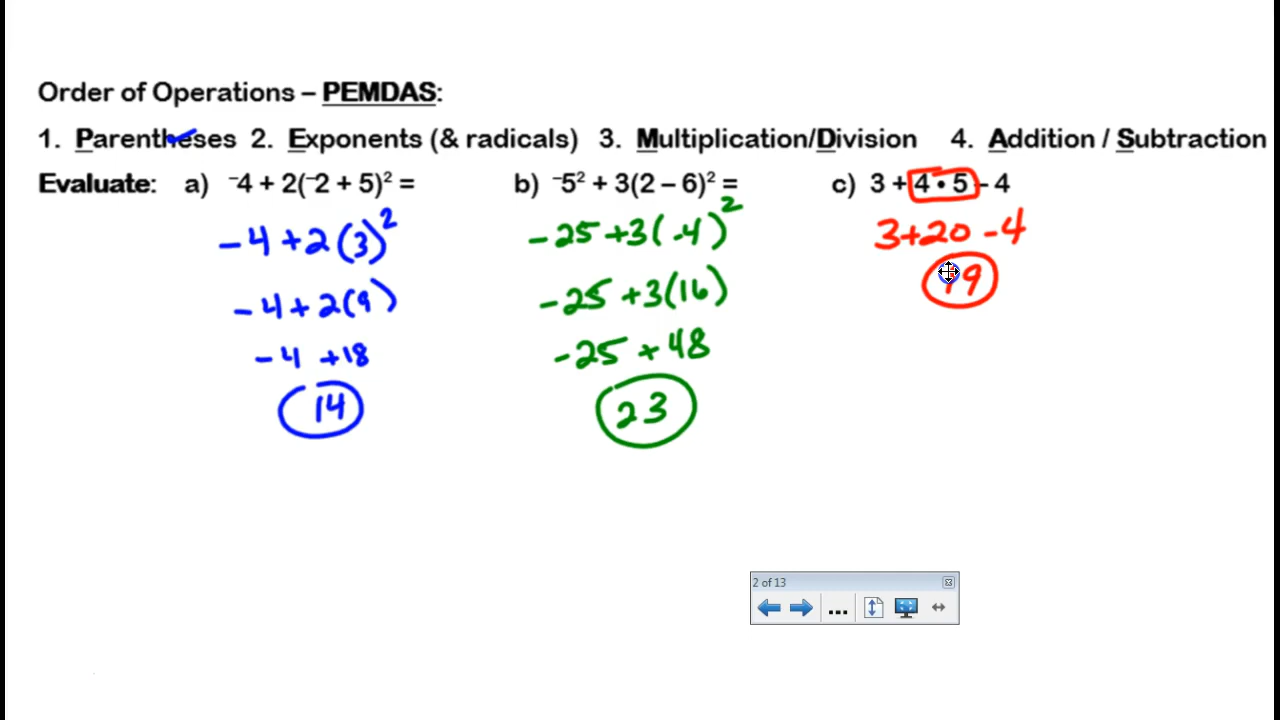 Order of Operations – PEMDAS:
1. Parentheses 2. Exponents (& radicals) 3. Multiplication/Division 4. Addition / Subtraction
Evaluate: a) ⁻4 + 2(⁻2 + 5)² = b) ⁻5² + 3(2 – 6)² = c) 3 + 4 • 5 – 4
-4 + 2(3)² -25 + 3(-4)² 3+20 -4
-4 + 2(9) -25 + 3(16) 19
-4 +18 -25 + 48
14 23
2 of 13
...